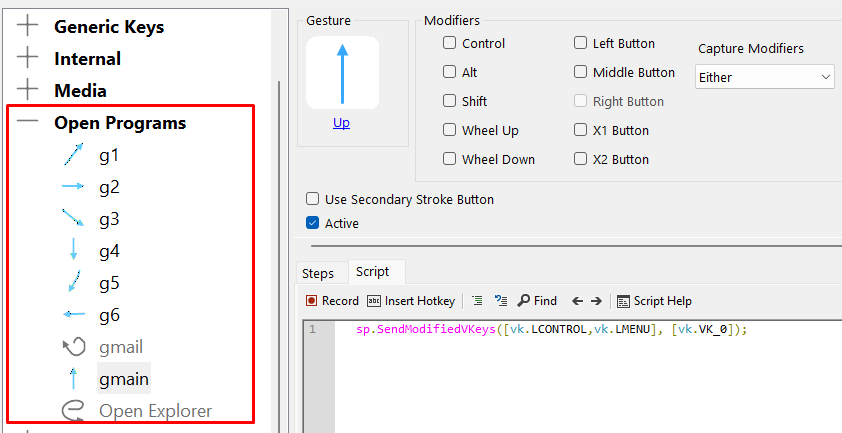 Generic Keys
Internal
Media
Open Programs
g1
g2
g3
g4
g5
g6
gmail
gmain
Open Explorer
Gesture
Up
Modifiers
Control
Left Button
Alt
Middle Button
Shift
Right Button
Wheel Up
X1 Button
Wheel Down
X2 Button
Capture Modifiers
Either
Use Secondary Stroke Button
Active
Steps Script
Record Insert Hotkey Find Script Help
1 sp.SendModifiedVKeys([vk.LCONTROL,vk.LMENU], [vk.VK_0]);